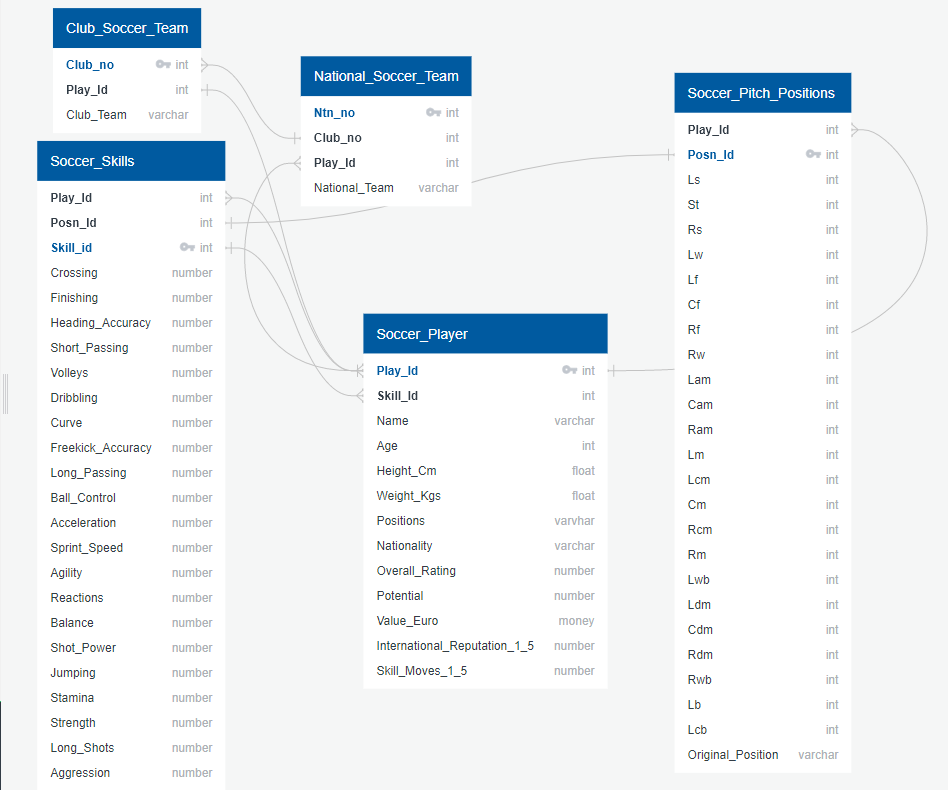 Club_Soccer_Team
Club_no int
Play_Id int
Club_Team varchar
National_Soccer_Team
Ntn_no int
Club_no int
Play_Id int
National_Team varchar
Soccer_Skills
Play_Id int
Posn_Id int
Skill_id int
Crossing number
Finishing number
Heading_Accuracy number
Short_Passing number
Volleys number
Dribbling number
Curve number
Freekick_Accuracy number
Long_Passing number
Ball_Control number
Acceleration number
Sprint_Speed number
Agility number
Reactions number
Balance number
Shot_Power number
Jumping number
Stamina number
Strength number
Long_Shots number
Aggression number
Soccer_Player
Play_Id int
Skill_Id int
Name varchar
Age int
Height_Cm float
Weight_Kgs float
Positions varvhar
Nationality varchar
Overall_Rating number
Potential number
Value_Euro money
International_Reputation_1_5 number
Skill_Moves_1_5 number
Soccer_Pitch_Positions
Play_Id int
Posn_Id int
Ls int
St int
Rs int
Lw int
Lf int
Cf int
Rf int
Rw int
Lam int
Cam int
Ram int
Lm int
Lcm int
Cm int
Rcm int
Rm int
Lwb int
Ldm int
Cdm int
Rdm int
Rwb int
Lb int
Lcb int
Original_Position varchar